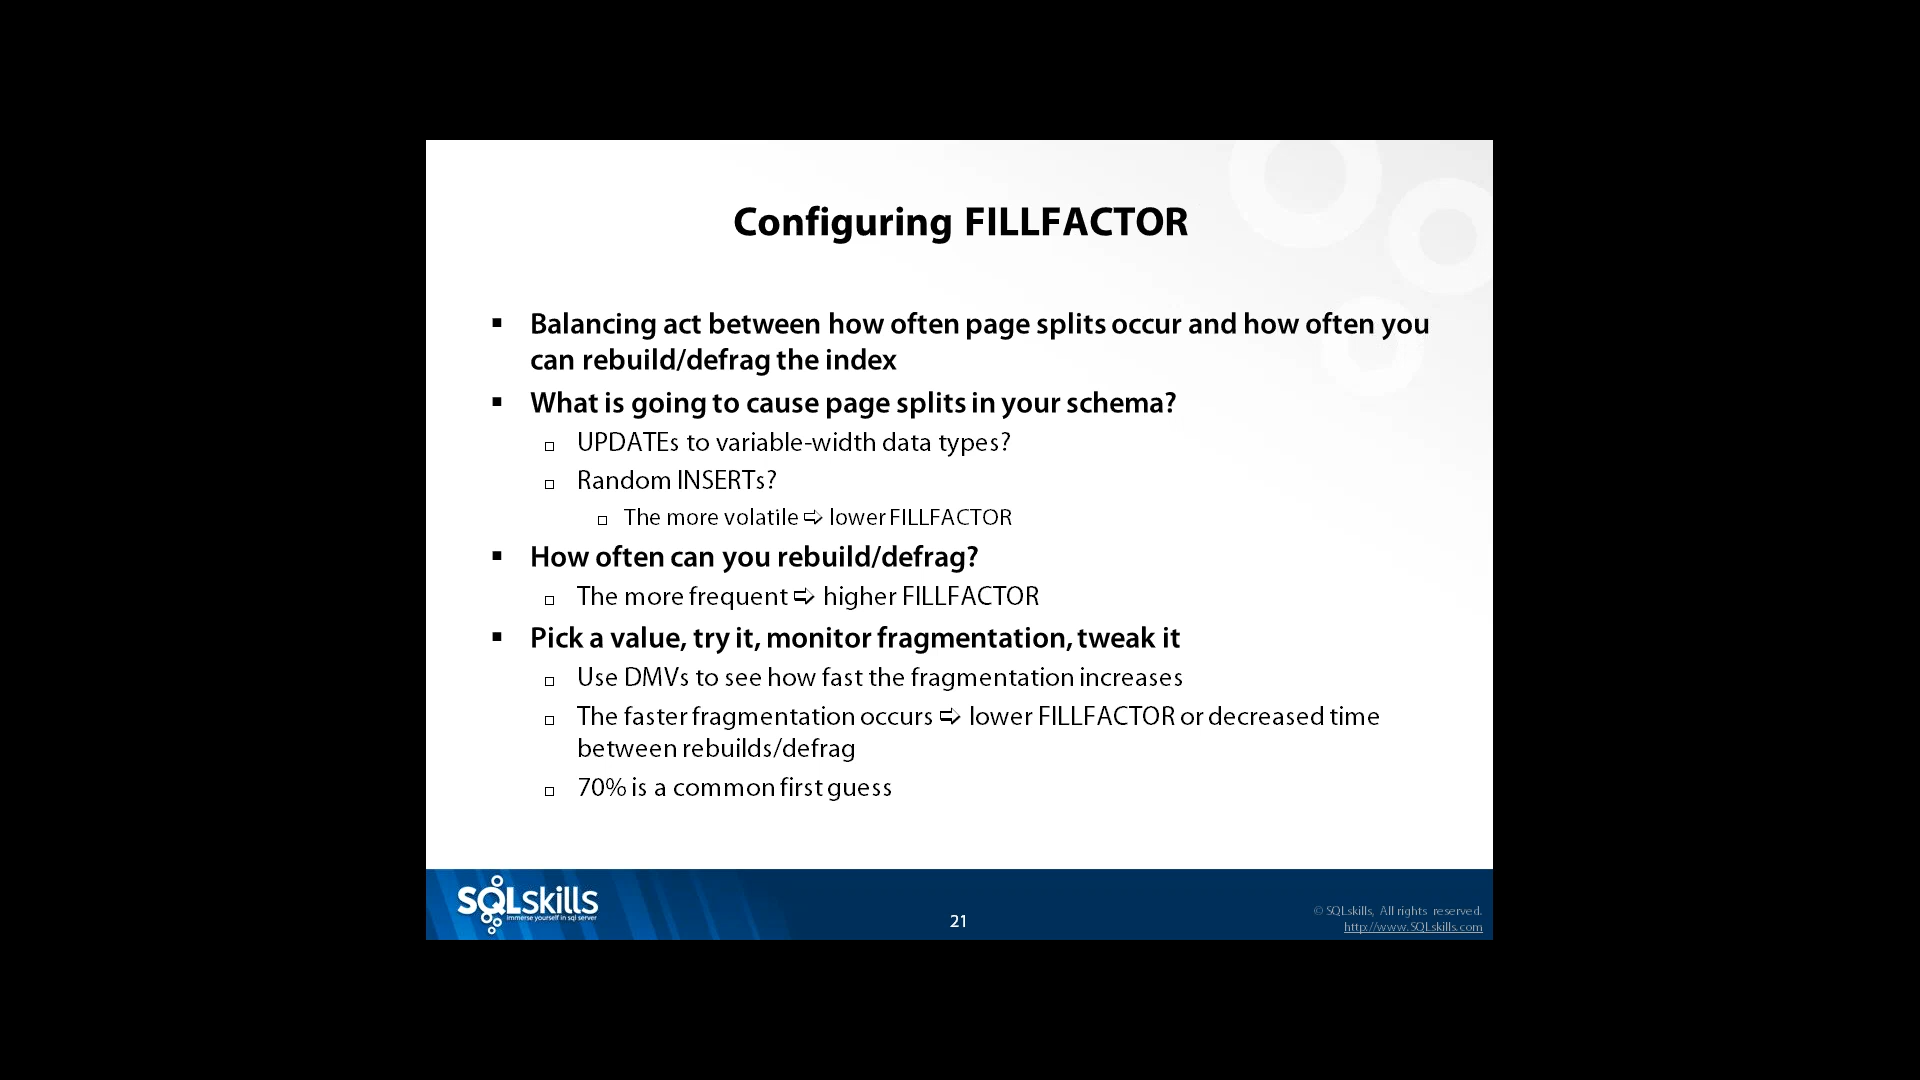 Configuring FILLFACTOR
▪ Balancing act between how often page splits occur and how often you
can rebuild/defrag the index
▪ What is going to cause page splits in your schema?
□ UPDATEs to variable-width data types?
□ Random INSERTs?
□ The more volatile ⇨ lower FILLFACTOR
▪ How often can you rebuild/defrag?
□ The more frequent ⇨ higher FILLFACTOR
▪ Pick a value, try it, monitor fragmentation, tweak it
□ Use DMVs to see how fast the fragmentation increases
□ The faster fragmentation occurs ⇨ lower FILLFACTOR or decreased time
between rebuilds/defrag
□ 70% is a common first guess
SQLskills
immerse yourself in sql server
21
© SQLskills, All rights reserved.
http://www.SQLskills.com